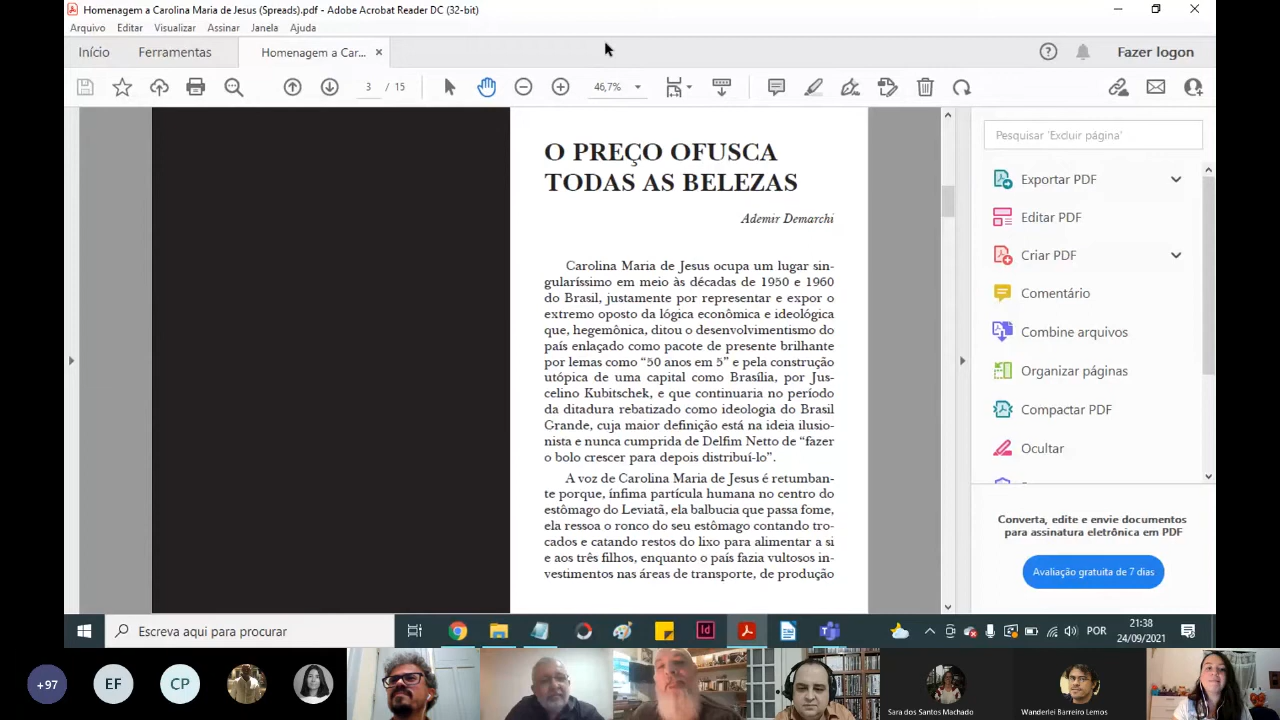 Homenagem a Carolina Maria de Jesus (Spreads).pdf - Adobe Acrobat Reader DC (32-bit)
Arquivo Editar Visualizar Assinar Janela Ajuda
Início Ferramentas Homenagem a Car... × Fazer logon
3 / 15 46,7%
O PREÇO OFUSCA
TODAS AS BELEZAS
Ademir Demarchi
Carolina Maria de Jesus ocupa um lugar sin-
gularíssimo em meio às décadas de 1950 e 1960
do Brasil, justamente por representar e expor o
extremo oposto da lógica econômica e ideológica
que, hegemônica, ditou o desenvolvimentismo do
país enlaçado como pacote de presente brilhante
por lemas como “50 anos em 5” e pela construção
utópica de uma capital como Brasília, por Jus-
celino Kubitschek, e que continuaria no período
da ditadura rebatizado como ideologia do Brasil
Grande, cuja maior definição está na ideia ilusio-
nista e nunca cumprida de Delfim Netto de “fazer
o bolo crescer para depois distribuí-lo”.
A voz de Carolina Maria de Jesus é retumban-
te porque, ínfima partícula humana no centro do
estômago do Leviatã, ela balbucia que passa fome,
ela ressoa o ronco do seu estômago contando tro-
cados e catando restos do lixo para alimentar a si
e aos três filhos, enquanto o país fazia vultosos in-
vestimentos nas áreas de transporte, de produção
Pesquisar 'Excluir página'
Exportar PDF
Editar PDF
Criar PDF
Comentário
Combine arquivos
Organizar páginas
Compactar PDF
Ocultar
Converta, edite e envie documentos
para assinatura eletrônica em PDF
Avaliação gratuita de 7 dias
Escreva aqui para procurar
Id
POR
21:38
24/09/2021
+97
EF
CP
Sara dos Santos Machado
Wanderlei Barreiro Lemos